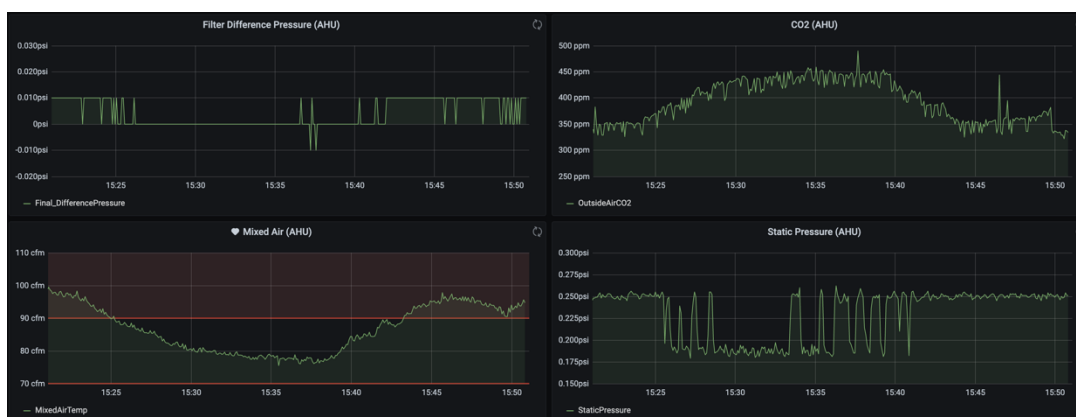 Filter Difference Pressure (AHU)
0.030psi
0.020psi
0.010psi
0psi
-0.010psi
-0.020psi
15:25 15:30 15:35 15:40 15:45 15:50
Final_DifferencePressure
CO2 (AHU)
500 ppm
450 ppm
400 ppm
350 ppm
300 ppm
250 ppm
15:25 15:30 15:35 15:40 15:45 15:50
OutsideAirCO2
Mixed Air (AHU)
110 cfm
100 cfm
90 cfm
80 cfm
70 cfm
15:25 15:30 15:35 15:40 15:45 15:50
MixedAirTemp
Static Pressure (AHU)
0.300psi
0.275psi
0.250psi
0.225psi
0.200psi
0.175psi
0.150psi
15:25 15:30 15:35 15:40 15:45 15:50
StaticPressure